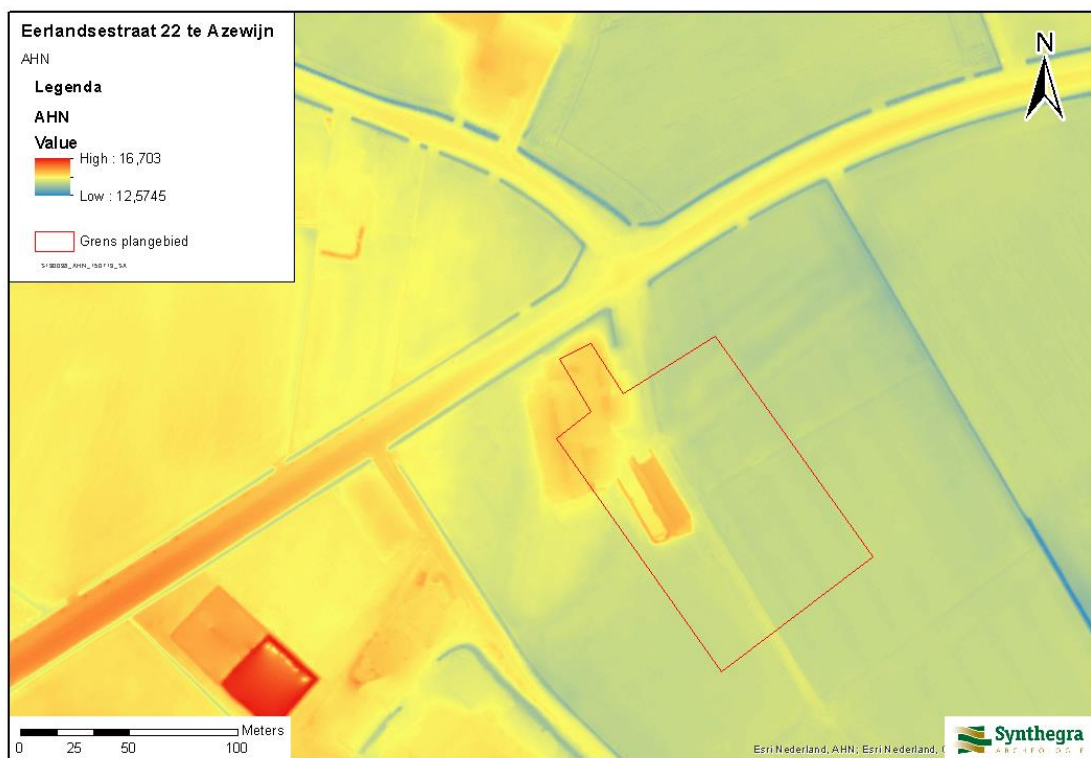 Eerlandsestraat 22 te Azewijn
AHN
Legenda
AHN
Value
High : 16,703
Low : 12,5745
Grens plangebied
N
Meters
0 25 50 100
Esri Nederland, AHN; Esri Nederland,
Synthegra
ARCHEOLOGIE